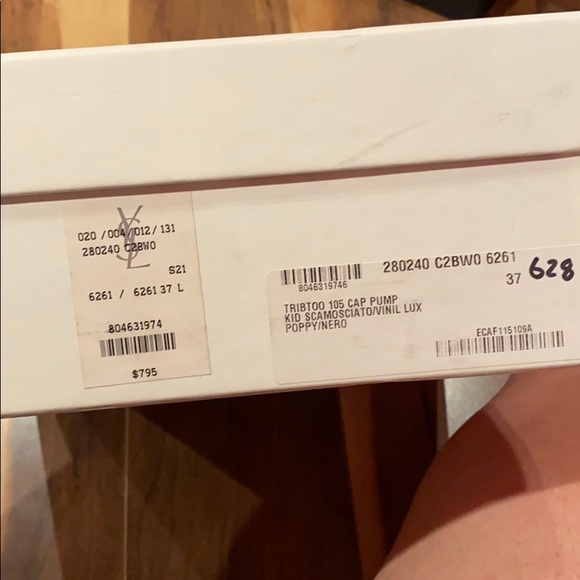 YSL
020 /004/012/ 131
280240 C2BW0
S21
6261 / 6261 37 L
804631974
$795
280240 C2BW0 6261
37 628
8046319746
TRIBTOO 105 CAP PUMP
KID SCAMOSCIATO/VINIL LUX
POPPY/NERO
ECAF115109A